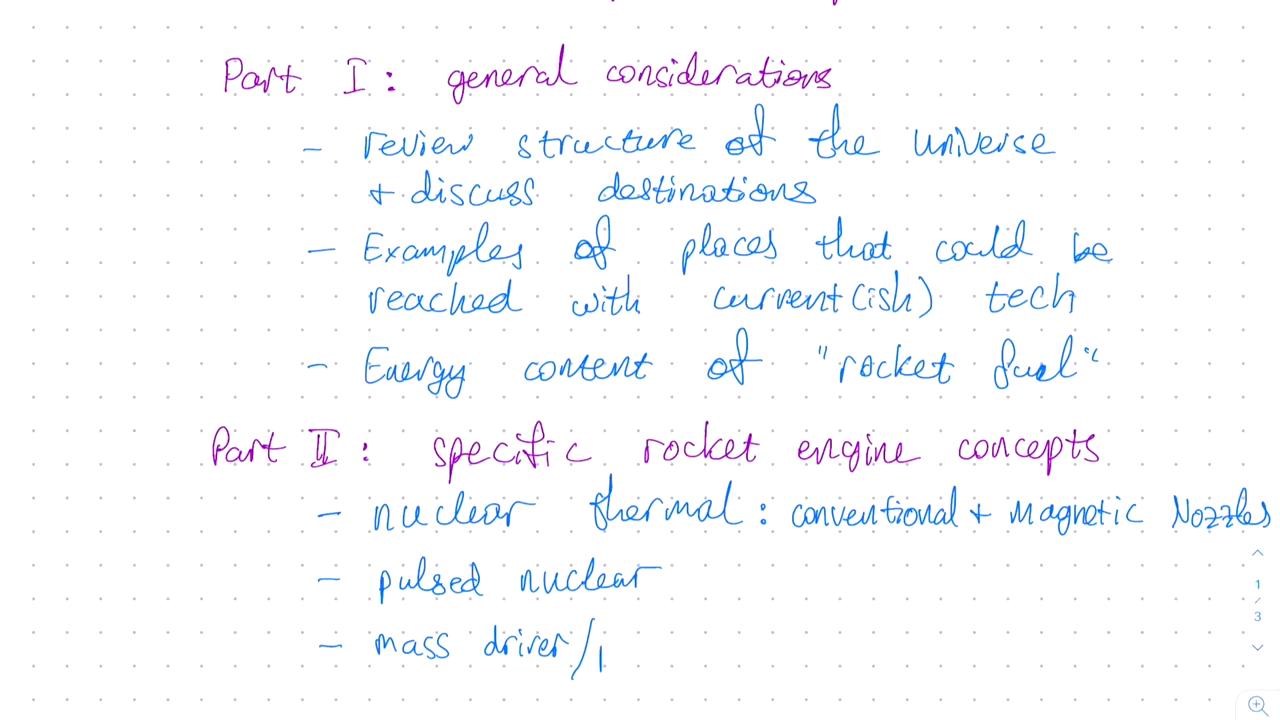 Part I: general considerations
- review structure of the universe
+ discuss destinations
- Examples of places that could be
reached with current(ish) tech
- Energy content of "rocket fuel"
Part II: specific rocket engine concepts
- nuclear thermal: conventional + Magnetic Nozzles
- pulsed nuclear
- mass driver/
1
/
3